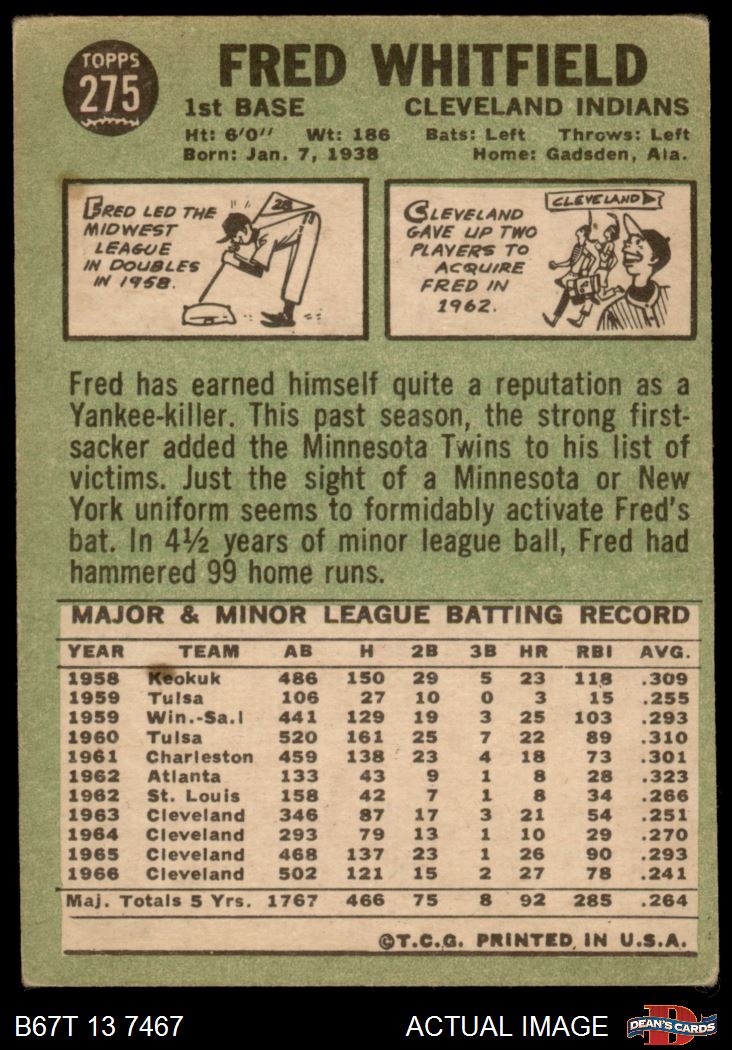 TOPPS
275
FRED WHITFIELD
1st BASE CLEVELAND INDIANS
Ht: 6'0" Wt: 186 Bats: Left Throws: Left
Born: Jan. 7, 1938 Home: Gadsden, Ala.
FRED LED THE
MIDWEST
LEAGUE
IN DOUBLES
IN 1958.
2B
CLEVELAND
GAVE UP TWO
PLAYERS TO
ACQUIRE
FRED IN
1962.
CLEVELAND
Fred has earned himself quite a reputation as a
Yankee-killer. This past season, the strong first-
sacker added the Minnesota Twins to his list of
victims. Just the sight of a Minnesota or New
York uniform seems to formidably activate Fred's
bat. In 4½ years of minor league ball, Fred had
hammered 99 home runs.
MAJOR & MINOR LEAGUE BATTING RECORD
YEAR TEAM AB H 2B 3B HR RBI AVG.
1958 Keokuk 486 150 29 5 23 118 .309
1959 Tulsa 106 27 10 0 3 15 .255
1959 Win.-Sa.l 441 129 19 3 25 103 .293
1960 Tulsa 520 161 25 7 22 89 .310
1961 Charleston 459 138 23 4 18 73 .301
1962 Atlanta 133 43 9 1 8 28 .323
1962 St. Louis 158 42 7 1 8 34 .266
1963 Cleveland 346 87 17 3 21 54 .251
1964 Cleveland 293 79 13 1 10 29 .270
1965 Cleveland 468 137 23 1 26 90 .293
1966 Cleveland 502 121 15 2 27 78 .241
Maj. Totals 5 Yrs. 1767 466 75 8 92 285 .264
©T.C.G. PRINTED IN U.S.A.
B67T 13 7467 ACTUAL IMAGE
D
DEAN'S CARDS